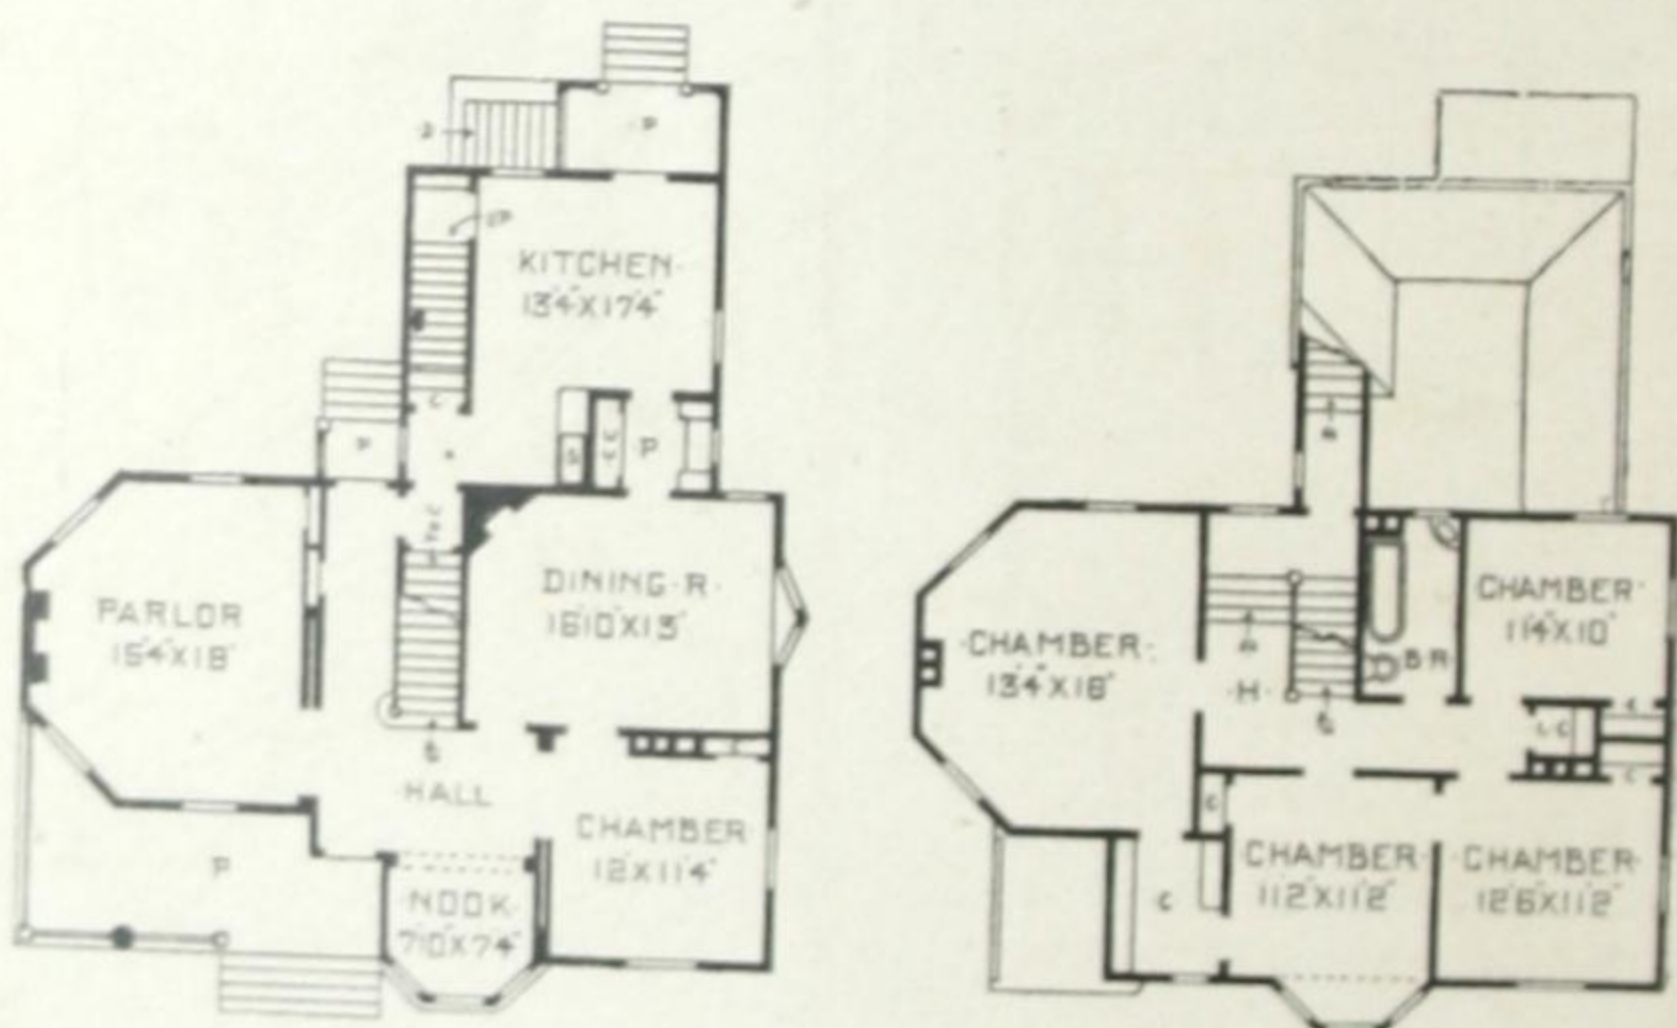 P
KITCHEN
13'4"X17'4"
C
P
P
PARLOR
15'4"X18'
DINING·R·
16'10"X13'
·HALL
CHAMBER
12'X11'4"
P
·NOOK·
7'10"X7'4"
·CHAMBER·
13'4"X18'
·H·
B·R·
CHAMBER·
11'4"X10'
C
L·C
C
C
C
·CHAMBER·
11'2"X11'2"
·CHAMBER·
12'6"X11'2"